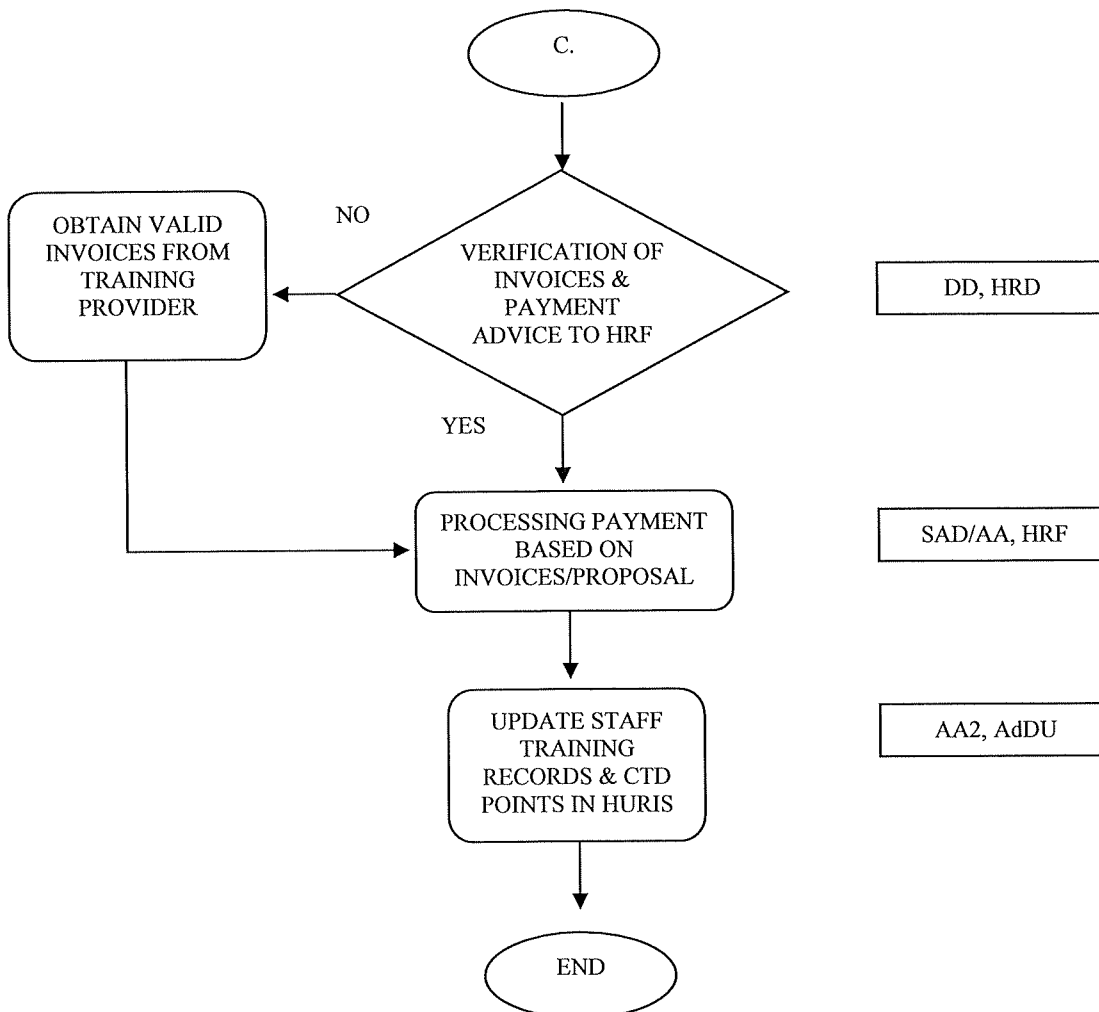 C.
NO
OBTAIN VALID
INVOICES FROM
TRAINING
PROVIDER
VERIFICATION OF
INVOICES &
PAYMENT
ADVICE TO HRF
DD, HRD
YES
PROCESSING PAYMENT
BASED ON
INVOICES/PROPOSAL
SAD/AA, HRF
UPDATE STAFF
TRAINING
RECORDS & CTD
POINTS IN HURIS
AA2, AdDU
END